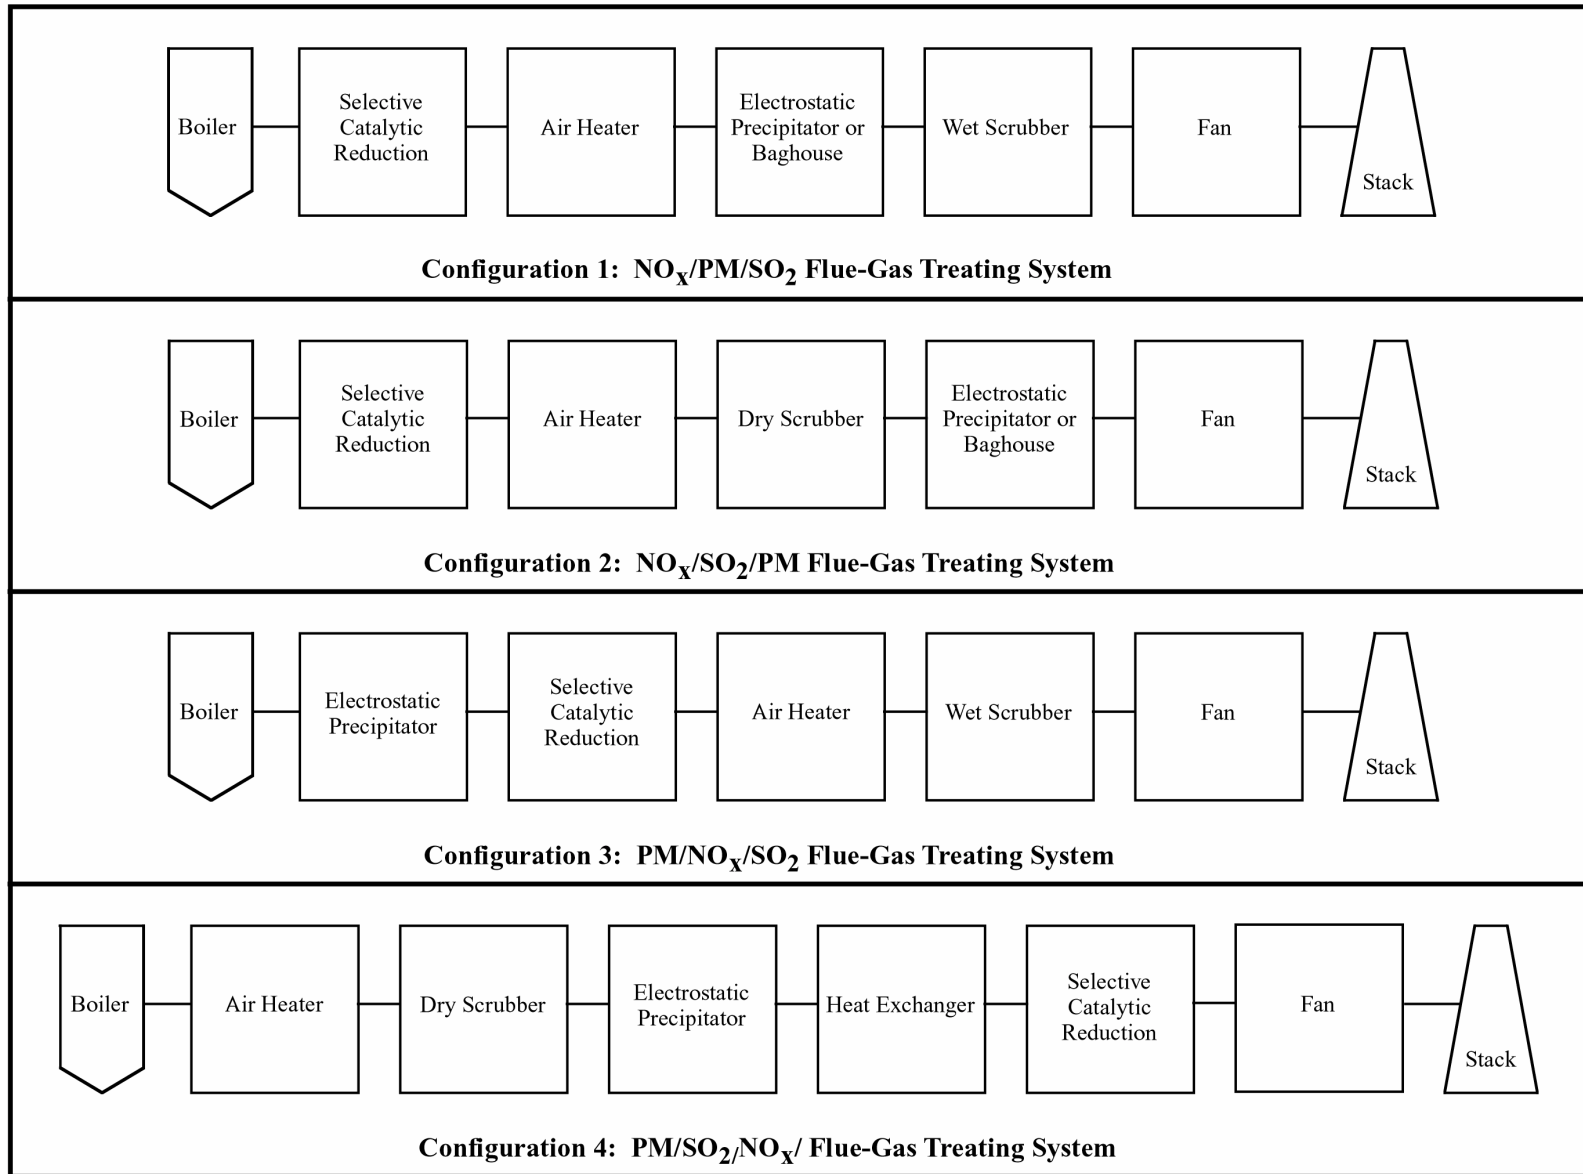 Boiler
Selective
Catalytic
Reduction
Air Heater
Electrostatic
Precipitator or
Baghouse
Wet Scrubber
Fan
Stack
Configuration 1:  NOx/PM/SO2 Flue-Gas Treating System
Boiler
Selective
Catalytic
Reduction
Air Heater
Dry Scrubber
Electrostatic
Precipitator or
Baghouse
Fan
Stack
Configuration 2:  NOx/SO2/PM Flue-Gas Treating System
Boiler
Electrostatic
Precipitator
Selective
Catalytic
Reduction
Air Heater
Wet Scrubber
Fan
Stack
Configuration 3:  PM/NOx/SO2 Flue-Gas Treating System
Boiler
Air Heater
Dry Scrubber
Electrostatic
Precipitator
Heat Exchanger
Selective
Catalytic
Reduction
Fan
Stack
Configuration 4:  PM/SO2/NOx/ Flue-Gas Treating System